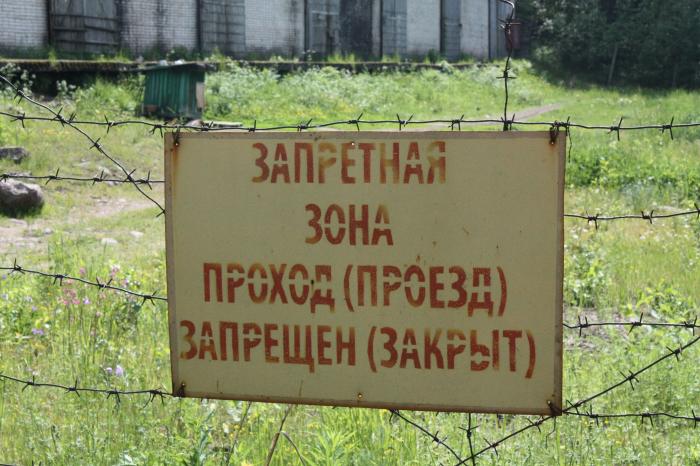 ЗАПРЕТНАЯ
ЗОНА
ПРОХОД (ПРОЕЗД)
ЗАПРЕЩЕН (ЗАКРЫТ)